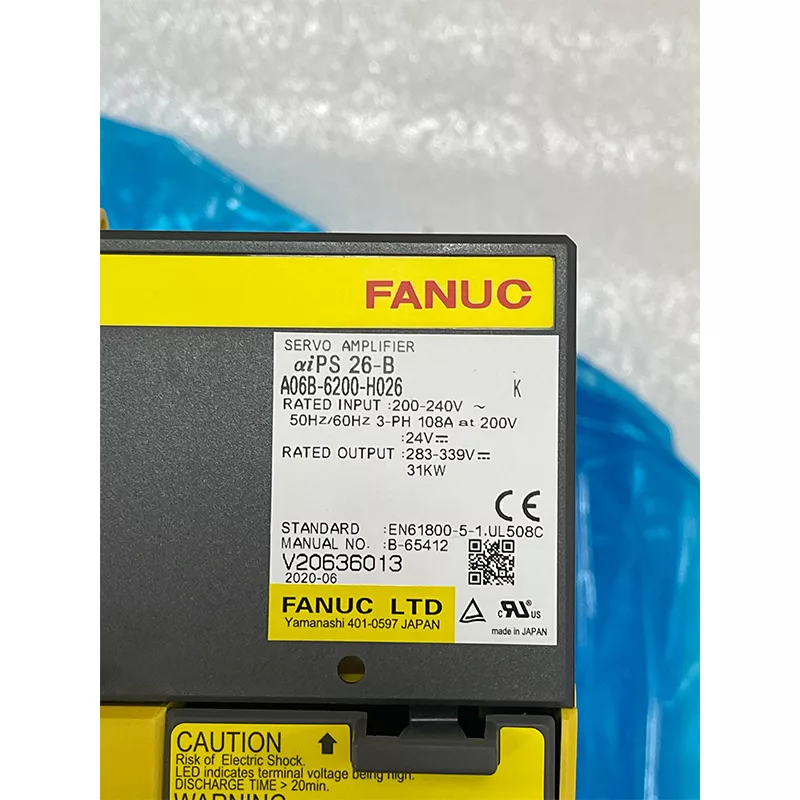 FANUC
SERVO AMPLIFIER
αiPS 26-B
A06B-6200-H026 K
RATED INPUT :200-240V ~
50Hz/60Hz 3-PH 108A at 200V
:24V⎓
RATED OUTPUT :283-339V⎓
31KW
CE
STANDARD :EN61800-5-1.UL508C
MANUAL NO. :B-65412
V20636013
2020-06
FANUC LTD
Yamanashi 401-0597 JAPAN
c RU US
made in JAPAN
CAUTION
Risk of Electric Shock.
LED indicates terminal voltage being high.
DISCHARGE TIME > 20min.
WARNING